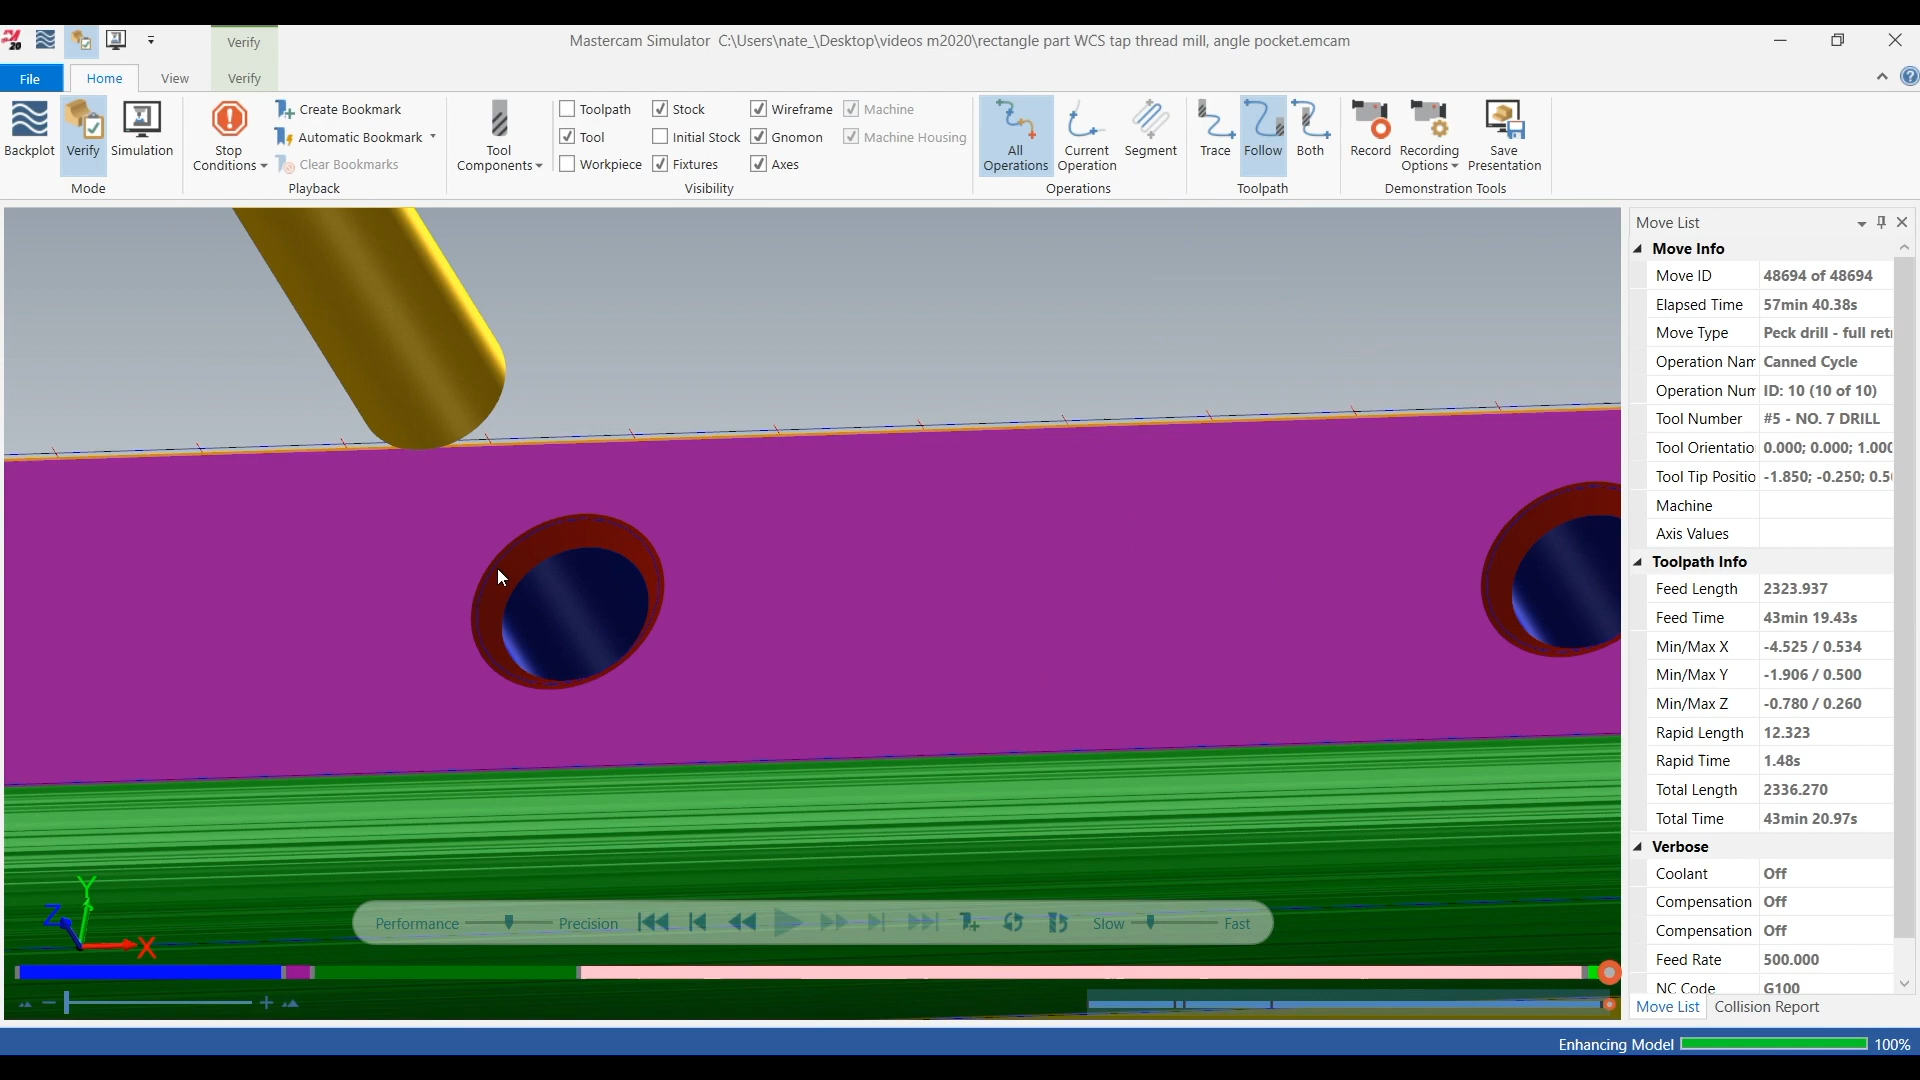 20
Verify
Mastercam Simulator C:\Users\nate_\Desktop\videos m2020\rectangle part WCS tap thread mill, angle pocket.emcam
File
Home
View
Verify
Backplot
Verify
Simulation
Mode
Stop Conditions
Create Bookmark
Automatic Bookmark
Clear Bookmarks
Playback
Tool Components
Toolpath
Tool
Workpiece
Stock
Initial Stock
Fixtures
Wireframe
Gnomon
Axes
Machine
Machine Housing
Visibility
All Operations
Current Operation
Segment
Operations
Trace
Follow
Both
Toolpath
Record
Recording Options
Save Presentation
Demonstration Tools
Move List
Move Info
Move ID 48694 of 48694
Elapsed Time 57min 40.38s
Move Type Peck drill - full reti
Operation Nam Canned Cycle
Operation Num ID: 10 (10 of 10)
Tool Number #5 - NO. 7 DRILL
Tool Orientatio 0.000; 0.000; 1.000
Tool Tip Positio -1.850; -0.250; 0.50
Machine
Axis Values
Toolpath Info
Feed Length 2323.937
Feed Time 43min 19.43s
Min/Max X -4.525 / 0.534
Min/Max Y -1.906 / 0.500
Min/Max Z -0.780 / 0.260
Rapid Length 12.323
Rapid Time 1.48s
Total Length 2336.270
Total Time 43min 20.97s
Verbose
Coolant Off
Compensation Off
Compensation Off
Feed Rate 500.000
NC Code G100
Move List
Collision Report
Y
Z
X
Performance
Precision
Slow
Fast
Enhancing Model 100%